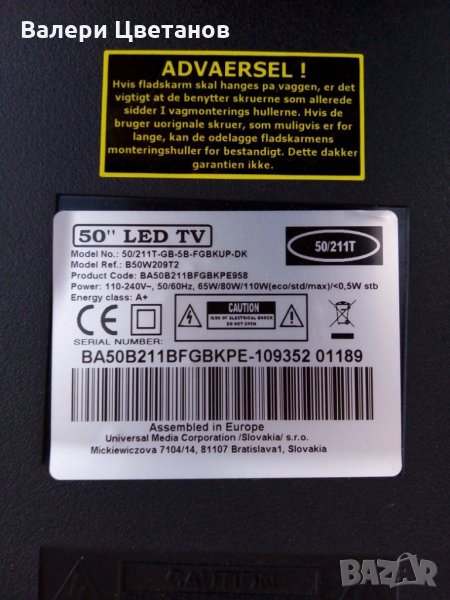 Валери Цветанов
ADVAERSEL !
Hvis fladskarm skal hanges pa vaggen, er det
vigtigt at de benytter skruerne som allerede
sidder I vagmonterings hullerne. Hvis de
bruger uorignale skruer, som muligvis er for
lange, kan de odelagge fladskarmens
monteringshuller for bestandigt. Dette dakker
garantien ikke.
50'' LED TV
50/211T
Model No.: 50/211T-GB-5B-FGBKUP-DK
Model Ref.: B50W209T2
Product Code: BA50B211BFGBKPE958
Power: 110-240V~, 50/60Hz, 65W/80W/110W(eco/std/max)/<0,5W stb
Energy class: A+
CE
CAUTION
RISK OF ELECTRICAL SHOCK
DO NOT OPEN
SERIAL NUMBER:
BA50B211BFGBKPE-109352 01189
Assembled in Europe
Universal Media Corporation /Slovakia/ s.r.o.
Mickiewiczova 7104/14, 81107 Bratislava1, Slovakia
CAUTION
BAZAR